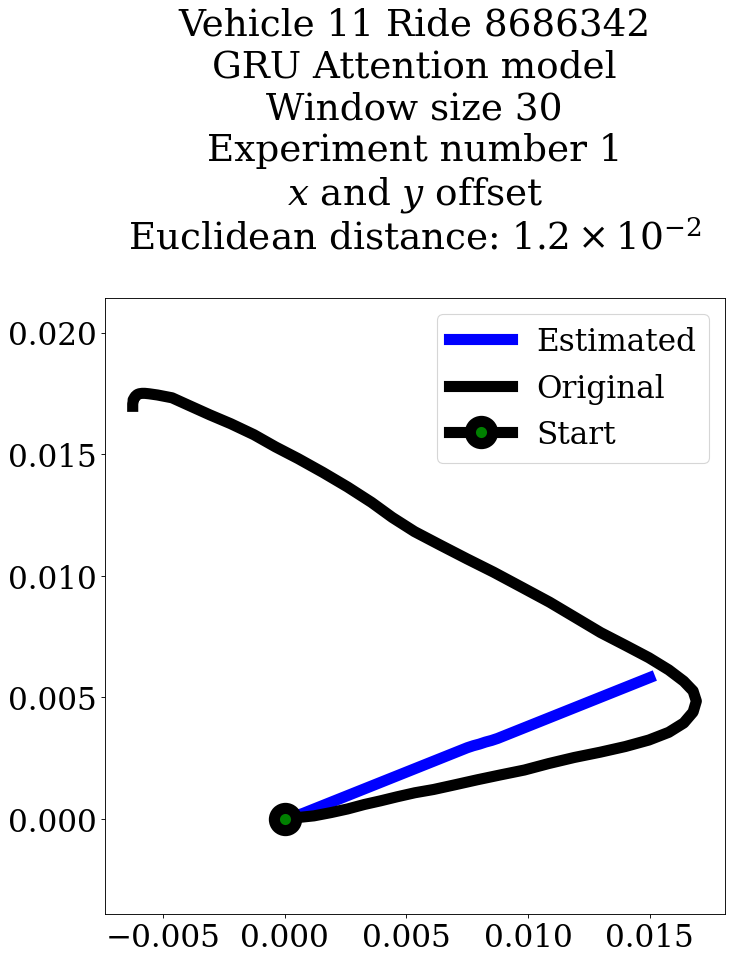 Vehicle 11 Ride 8686342
GRU Attention model
Window size 30
Experiment number 1
x and y offset
Euclidean distance: 1.2 × 10⁻²
Estimated
Original
Start
0.020
0.015
0.010
0.005
0.000
−0.005 0.000 0.005 0.010 0.015